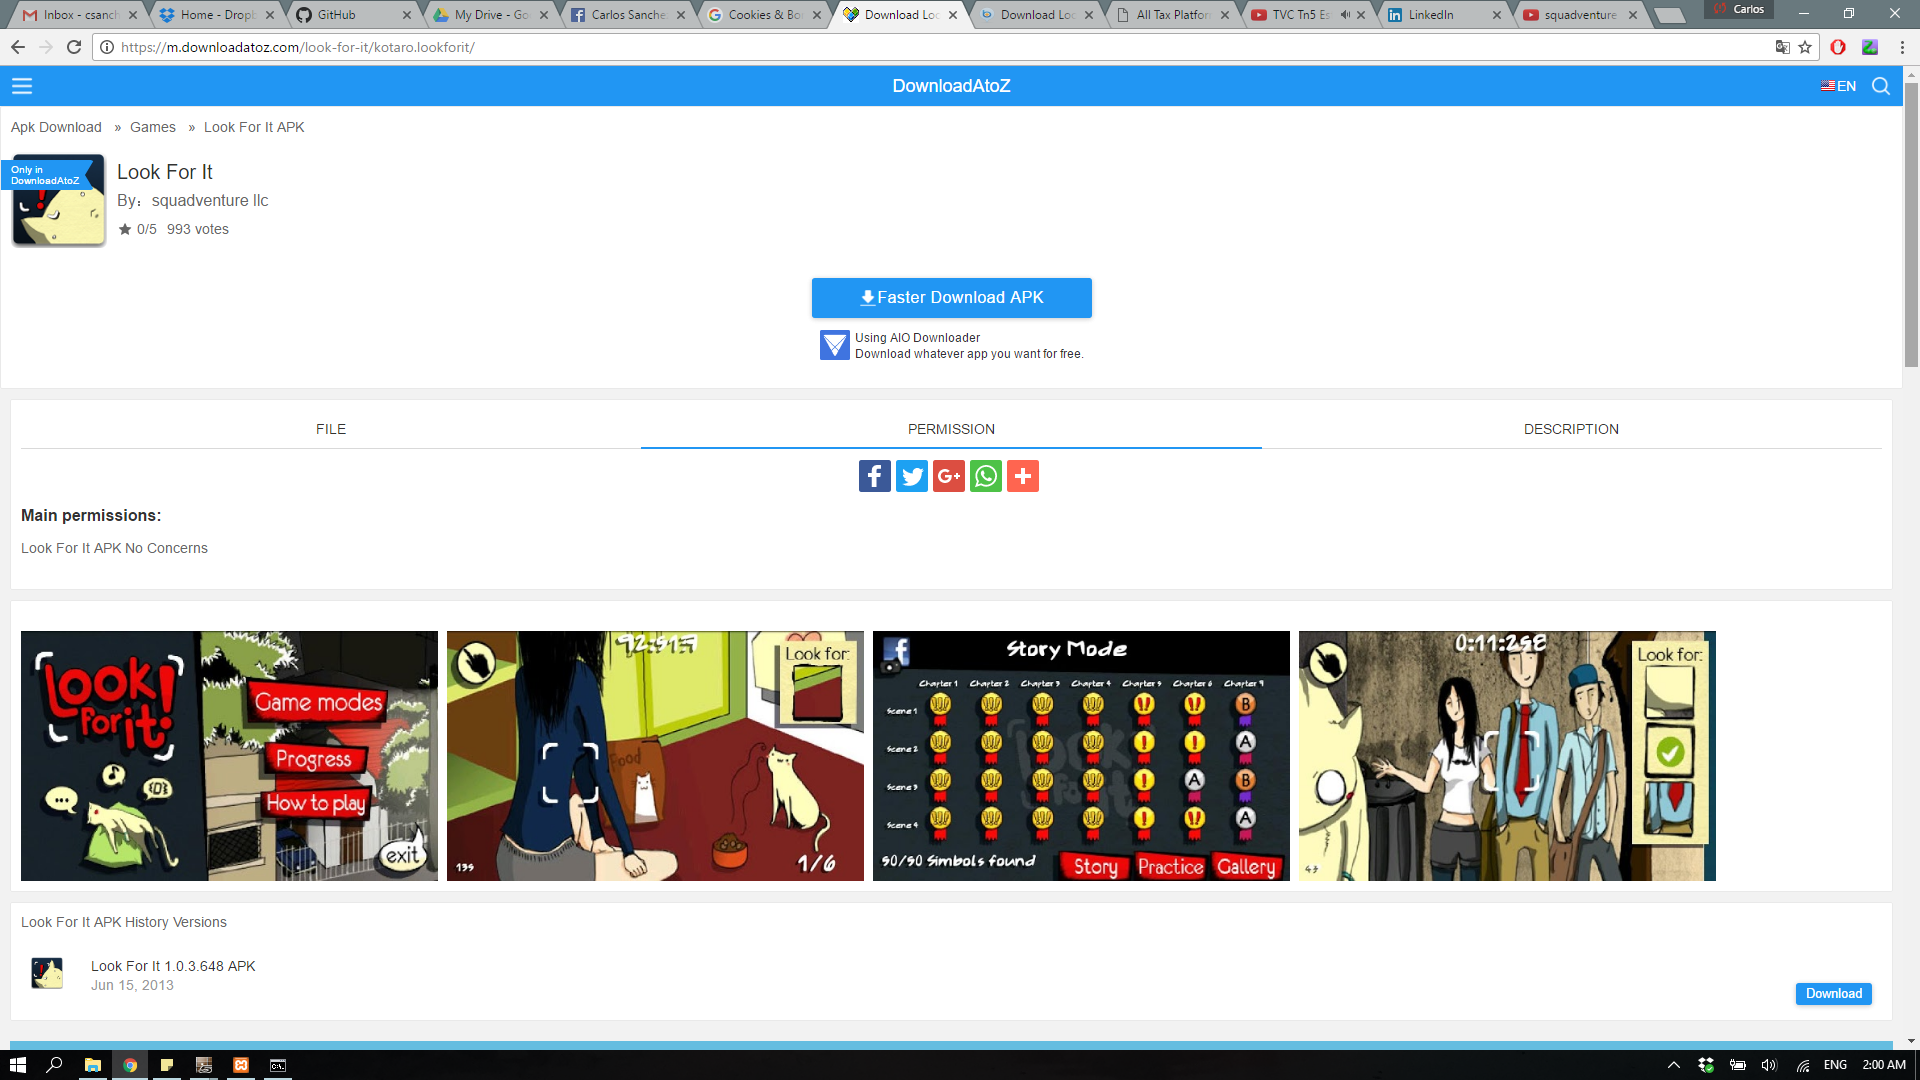 Inbox - csanch
Home - Dropb
GitHub
My Drive - Go
Carlos Sanche
Cookies & Bo
Download Loo
Download Loo
All Tax Platfor
TVC Tn5 Es
LinkedIn
squadventure
Carlos
https://m.downloadatoz.com/look-for-it/kotaro.lookforit/
DownloadAtoZ
EN
Apk Download » Games » Look For It APK
Only in
DownloadAtoZ
Look For It
By: squadventure llc
0/5 993 votes
Faster Download APK
Using AIO Downloader
Download whatever app you want for free.
FILE
PERMISSION
DESCRIPTION
Main permissions:
Look For It APK No Concerns
Look for it!
Game modes
Progress
How to play
exit
Look for:
Food
1/6
Story Mode
Chapter 1 Chapter 2 Chapter 3 Chapter 4 Chapter 5 Chapter 6
Scene 1
B
Scene 2
A
Scene 3
A
B
Scene 4
A
50/50 Simbols found
Story
Practice
Gallery
0:11:258
Look for:
43
Look For It APK History Versions
Look For It 1.0.3.648 APK
Jun 15, 2013
Download
ENG
2:00 AM